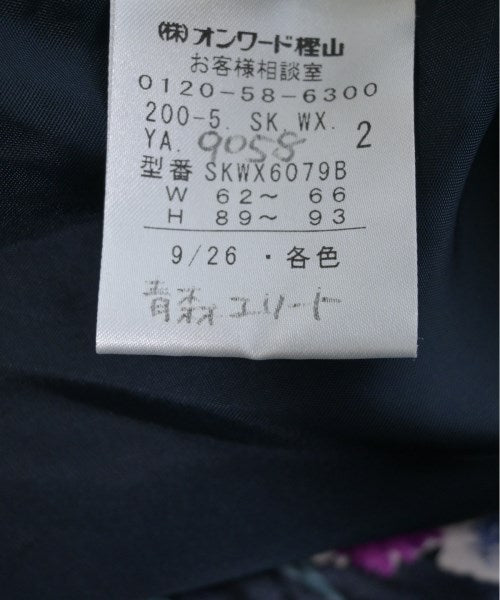 (株)オンワード樫山
お客様相談室
0120-58-6300
200-5. SK WX. 2
YA. 9058
型番 SKWX6079B
W 62～ 66
H 89～ 93
9/26 ・各色
青森エリート